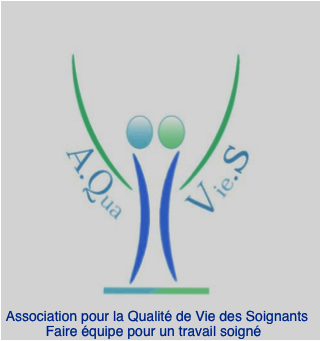 A.Qua
Vie.S
Association pour la Qualité de Vie des Soignants
Faire équipe pour un travail soigné